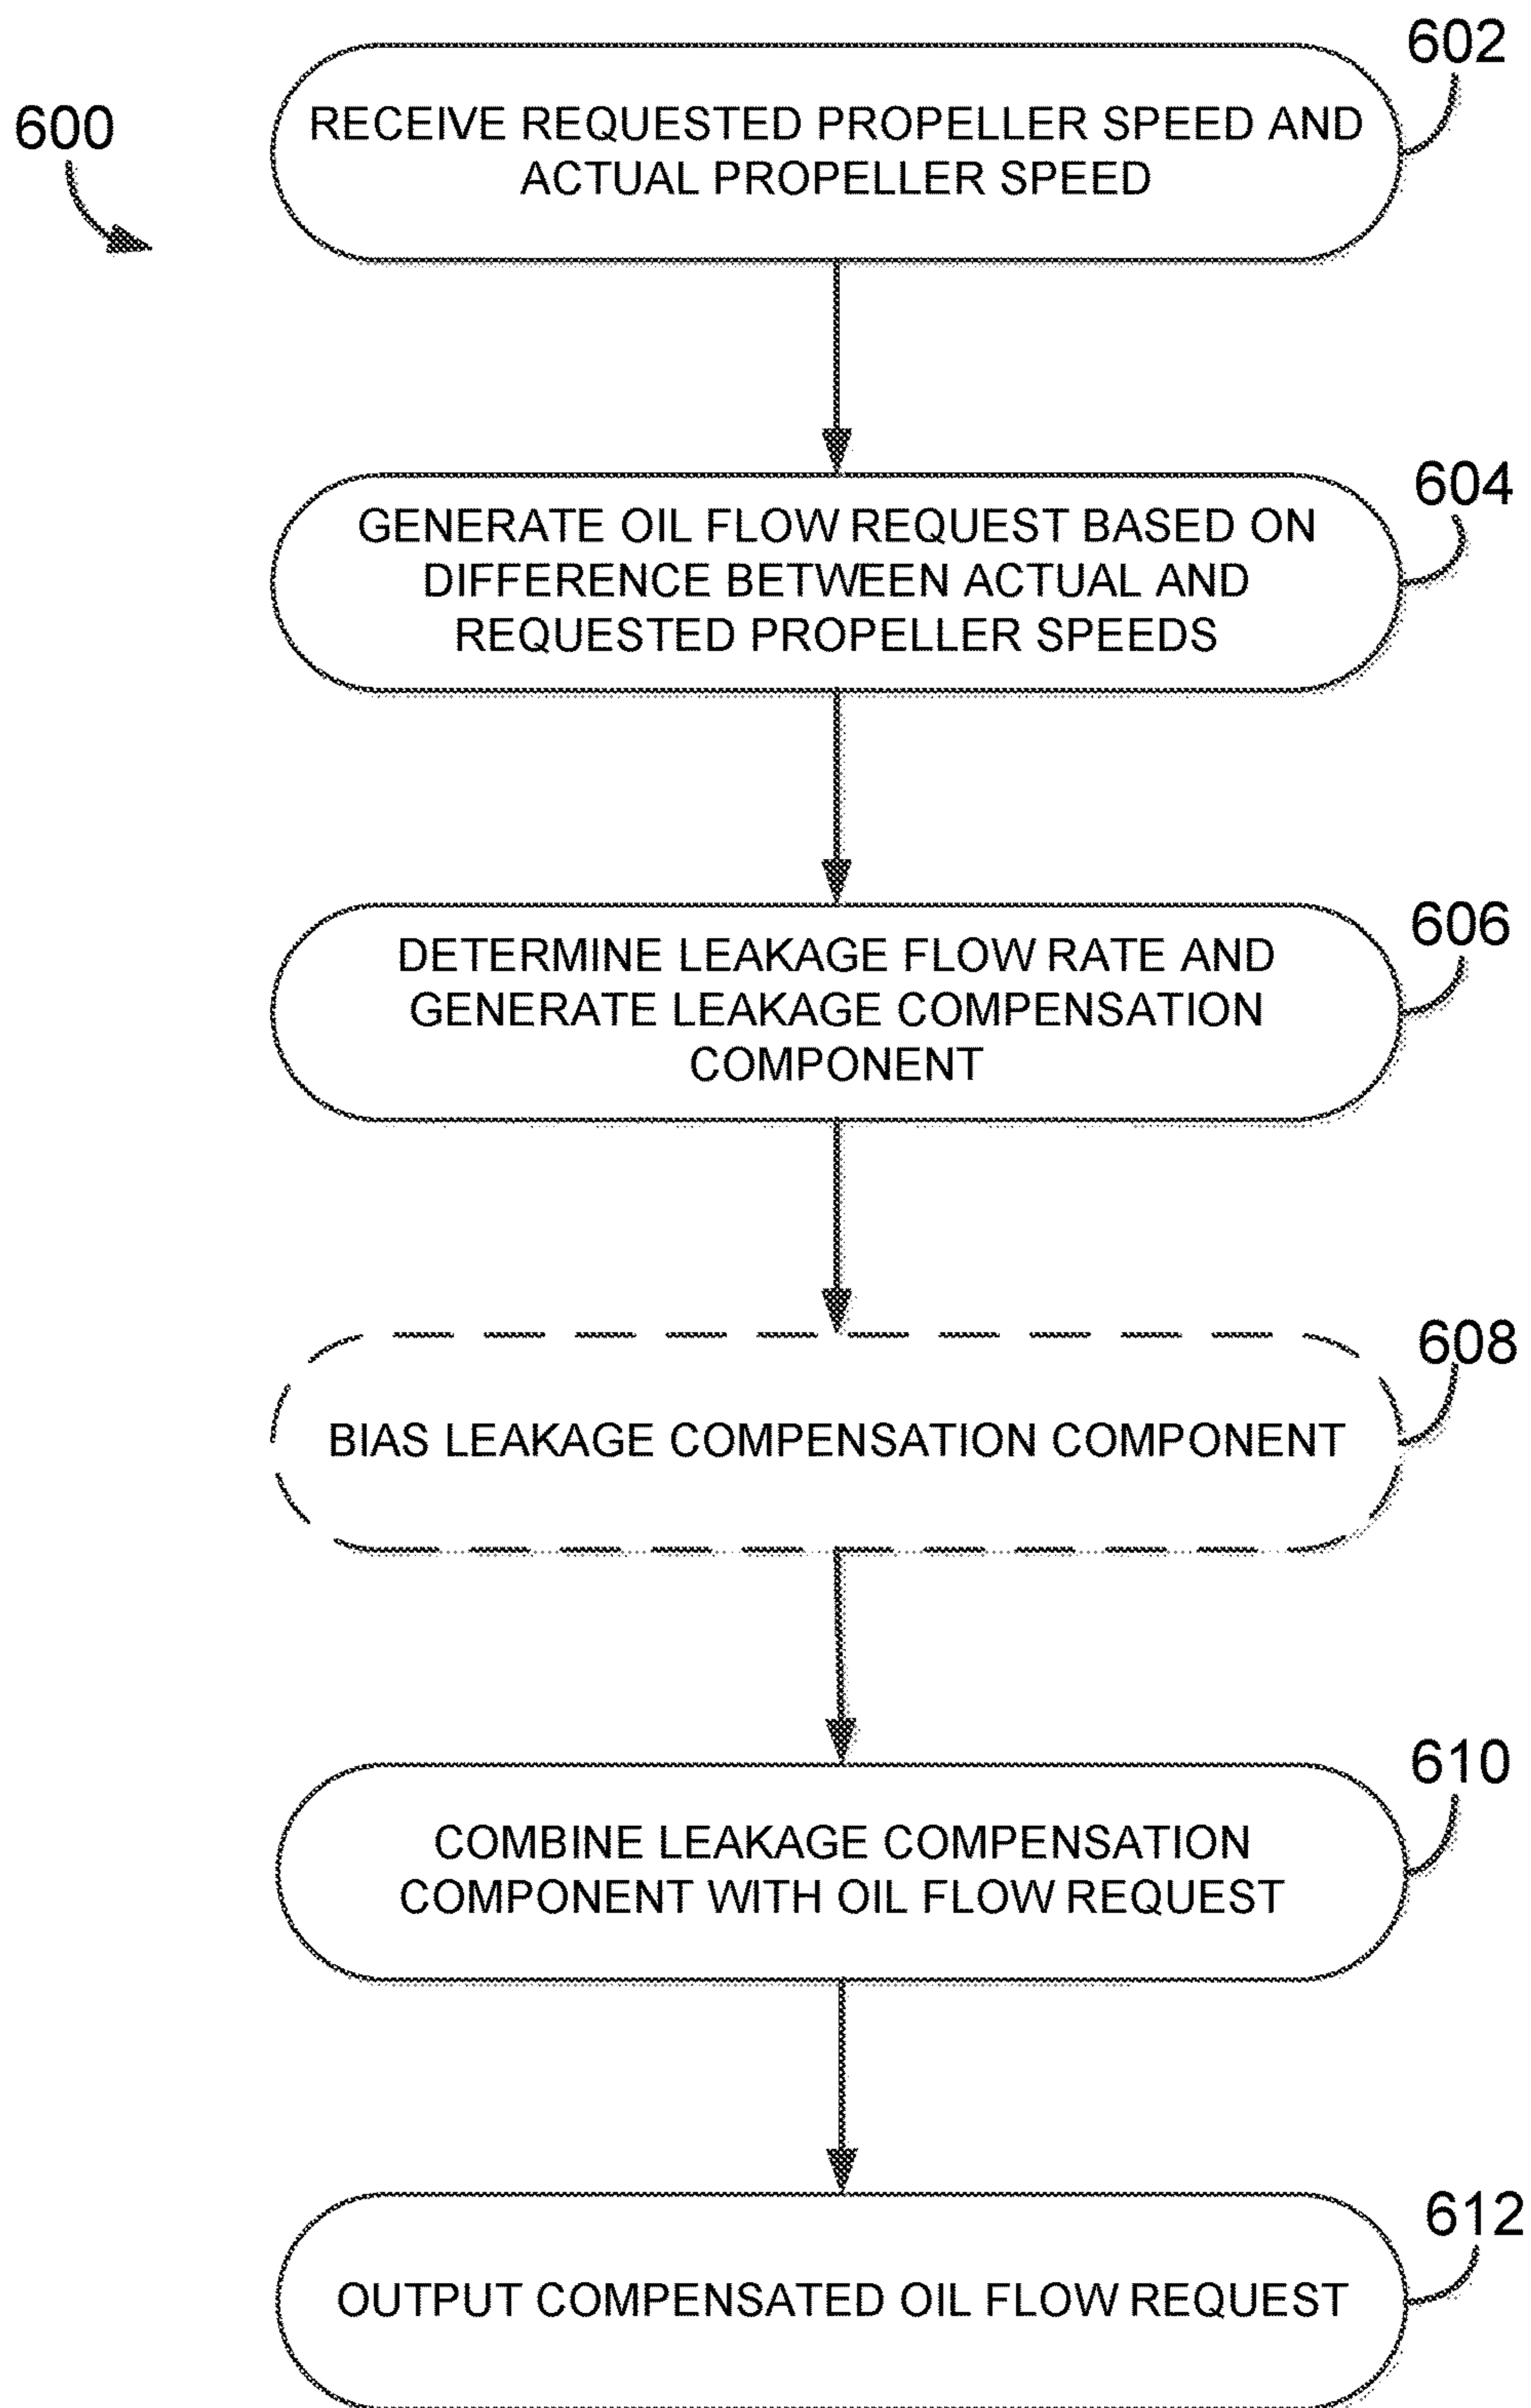 602
600
RECEIVE REQUESTED PROPELLER SPEED AND
ACTUAL PROPELLER SPEED
604
GENERATE OIL FLOW REQUEST BASED ON
DIFFERENCE BETWEEN ACTUAL AND
REQUESTED PROPELLER SPEEDS
606
DETERMINE LEAKAGE FLOW RATE AND
GENERATE LEAKAGE COMPENSATION
COMPONENT
608
BIAS LEAKAGE COMPENSATION COMPONENT
610
COMBINE LEAKAGE COMPENSATION
COMPONENT WITH OIL FLOW REQUEST
612
OUTPUT COMPENSATED OIL FLOW REQUEST